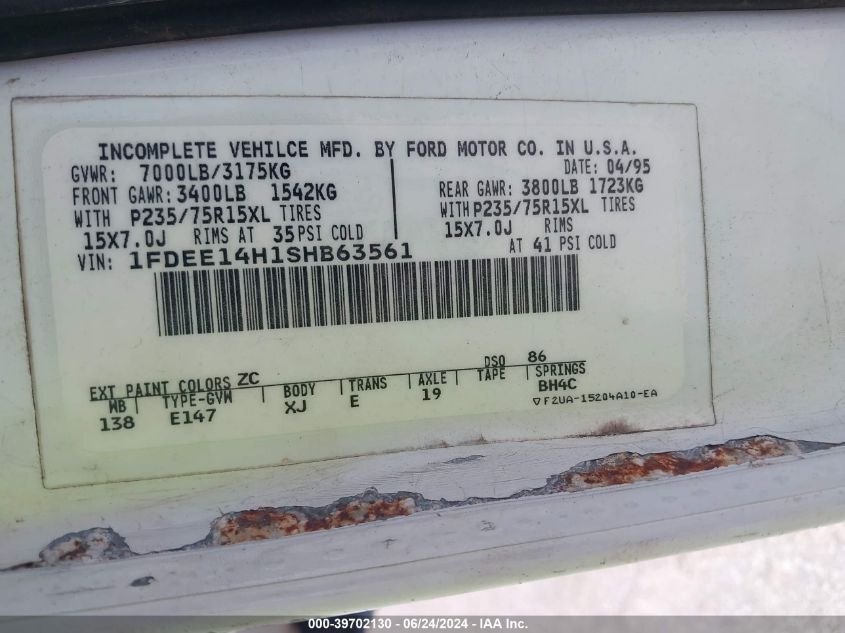 INCOMPLETE VEHILCE MFD. BY FORD MOTOR CO. IN U.S.A.
GVWR: 7000LB/3175KG DATE: 04/95
FRONT GAWR: 3400LB 1542KG REAR GAWR: 3800LB 1723KG
WITH P235/75R15XL TIRES WITH P235/75R15XL TIRES
15X7.0J RIMS AT 35 PSI COLD 15X7.0J RIMS
AT 41 PSI COLD
VIN: 1FDEE14H1SHB63561
EXT PAINT COLORS ZC DSO 86
WB TYPE-GVW BODY TRANS AXLE TAPE SPRINGS
138 E147 XJ E 19 BH4C
F2UA-15204A10-EA
000-39702130 - 06/24/2024 - IAA Inc.